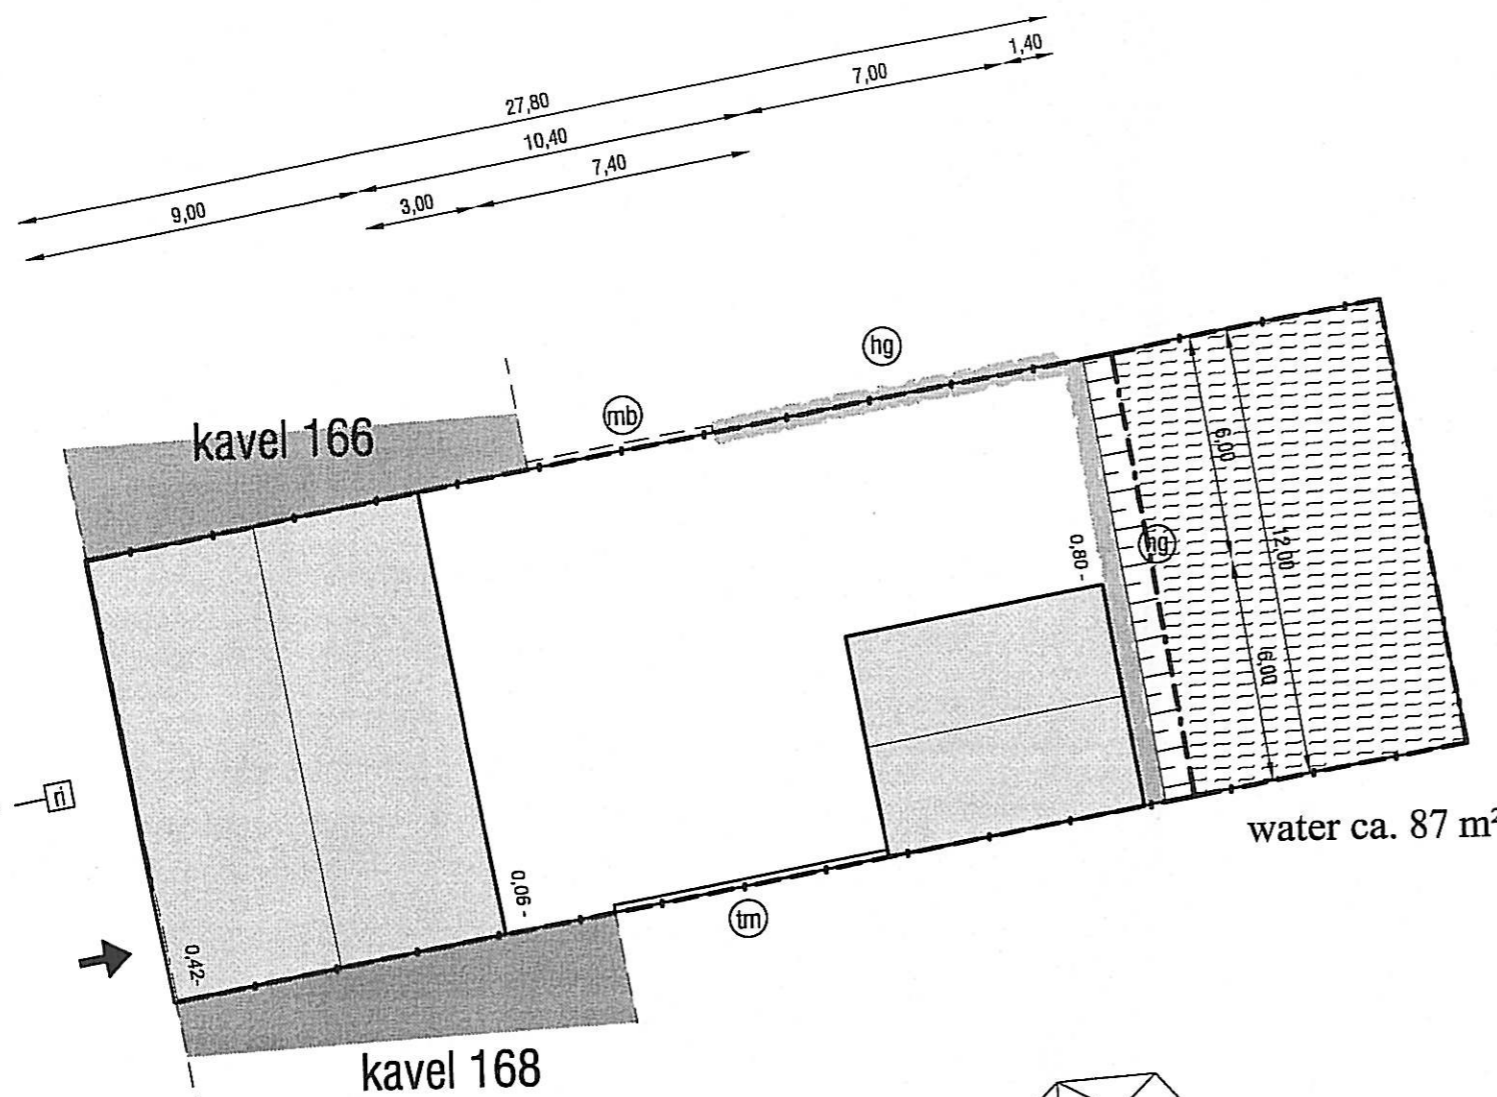 1,40
7,00
27,80
10,40
7,40
9,00
3,00
hg
mb
kavel 166
6,00
12,00
hg
0,80-
6,00
ri
water ca. 87 m²
0,06-
tm
0,42-
kavel 168